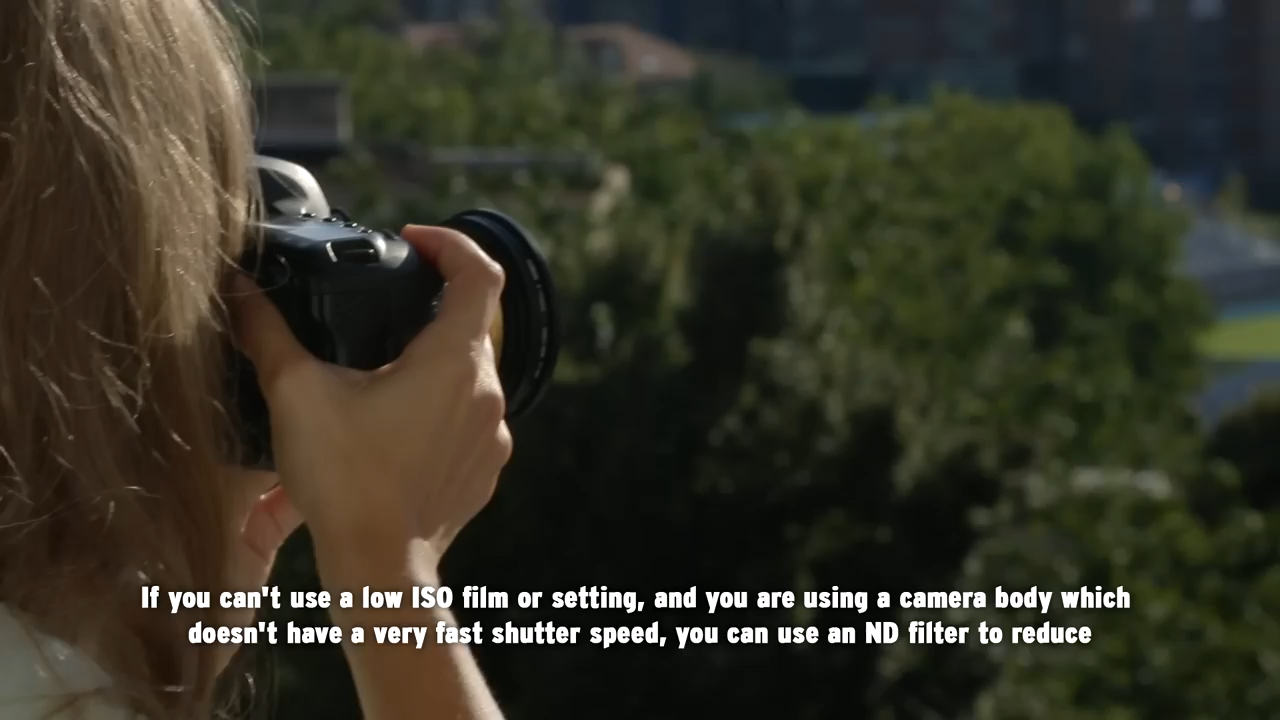 If you can't use a low ISO film or setting, and you are using a camera body which
doesn't have a very fast shutter speed, you can use an ND filter to reduce